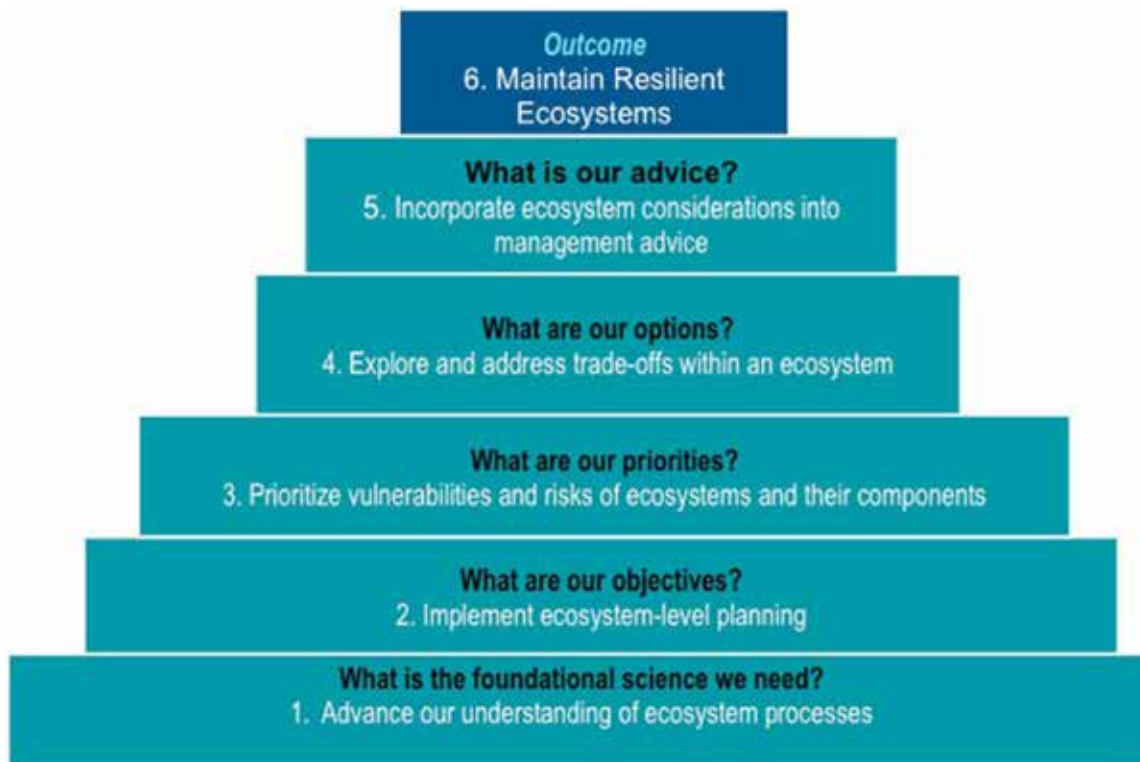 Outcome
6. Maintain Resilient
Ecosystems
What is our advice?
5. Incorporate ecosystem considerations into
management advice
What are our options?
4. Explore and address trade-offs within an ecosystem
What are our priorities?
3. Prioritize vulnerabilities and risks of ecosystems and their components
What are our objectives?
2. Implement ecosystem-level planning
What is the foundational science we need?
1. Advance our understanding of ecosystem processes